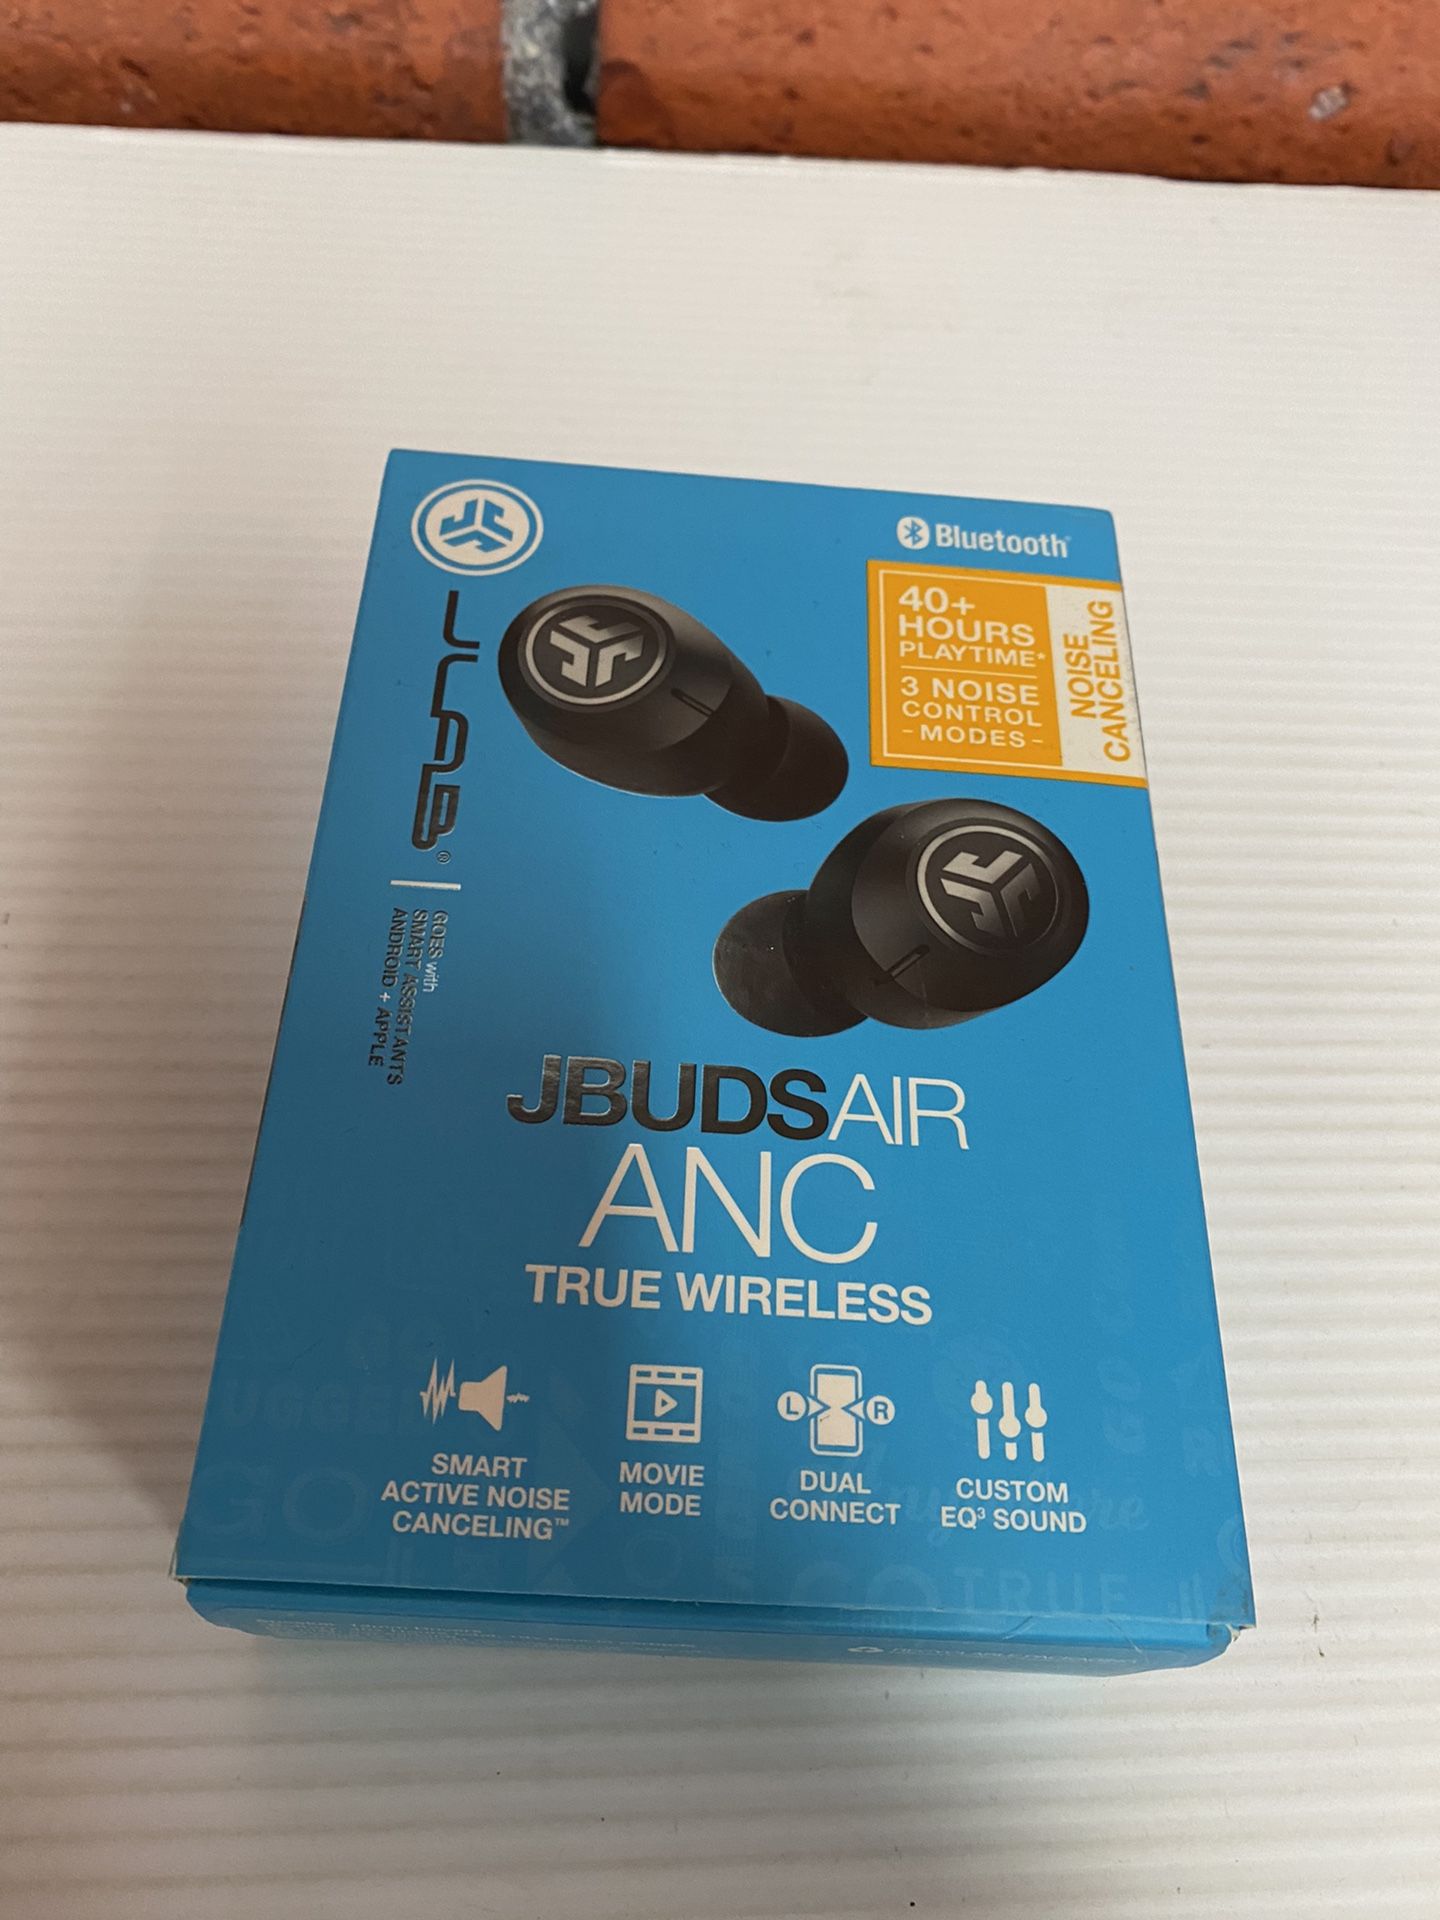 Bluetooth®
40+
HOURS
PLAYTIME*
3 NOISE
CONTROL
-MODES-
NOISE
CANCELING
JLAB®
GOES with
SMART ASSISTANTS
ANDROID + APPLE
JBUDSAIR
ANC
TRUE WIRELESS
SMART
ACTIVE NOISE
CANCELING™
MOVIE
MODE
L R
DUAL
CONNECT
CUSTOM
EQ³ SOUND
TRUE